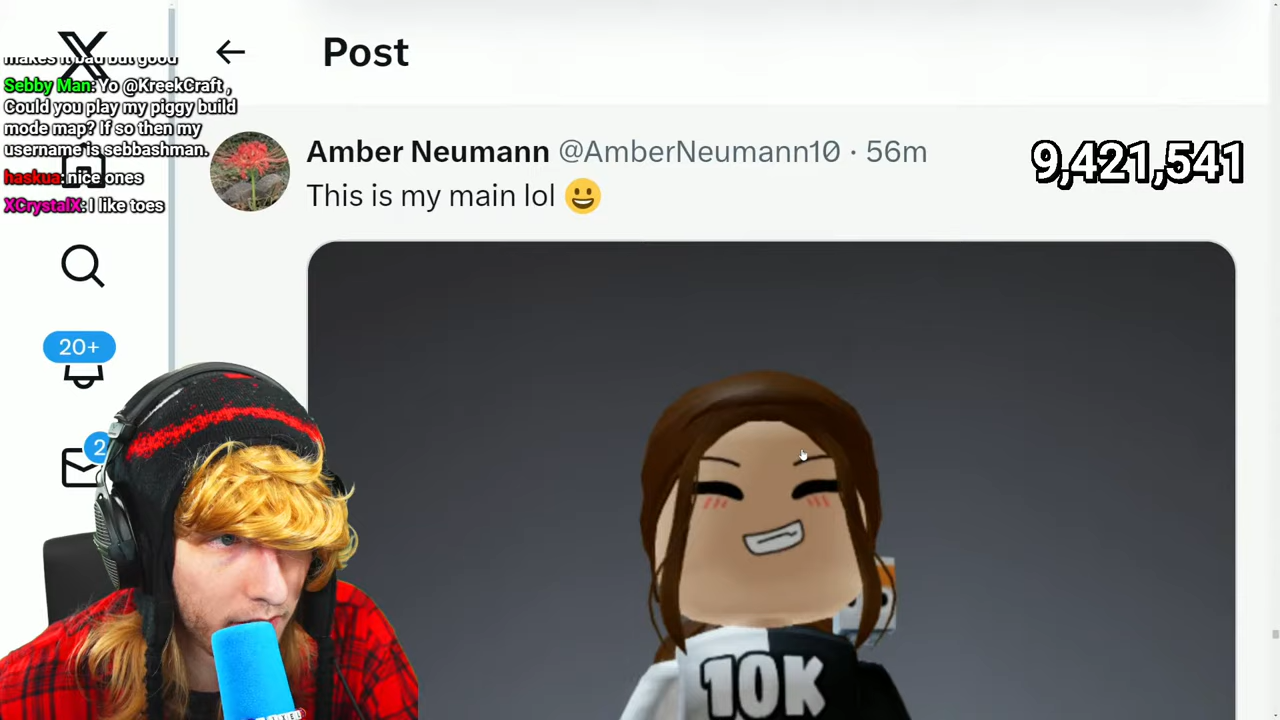 Post
makes it bad but good
Sebby Man: Yo @KreekCraft ,
Could you play my piggy build
mode map? If so then my
username is sebbashman.
haskua: nice ones
XCrystalX: I like toes
Amber Neumann @AmberNeumann10 · 56m
This is my main lol 😀
9,421,541
20+
2
10K